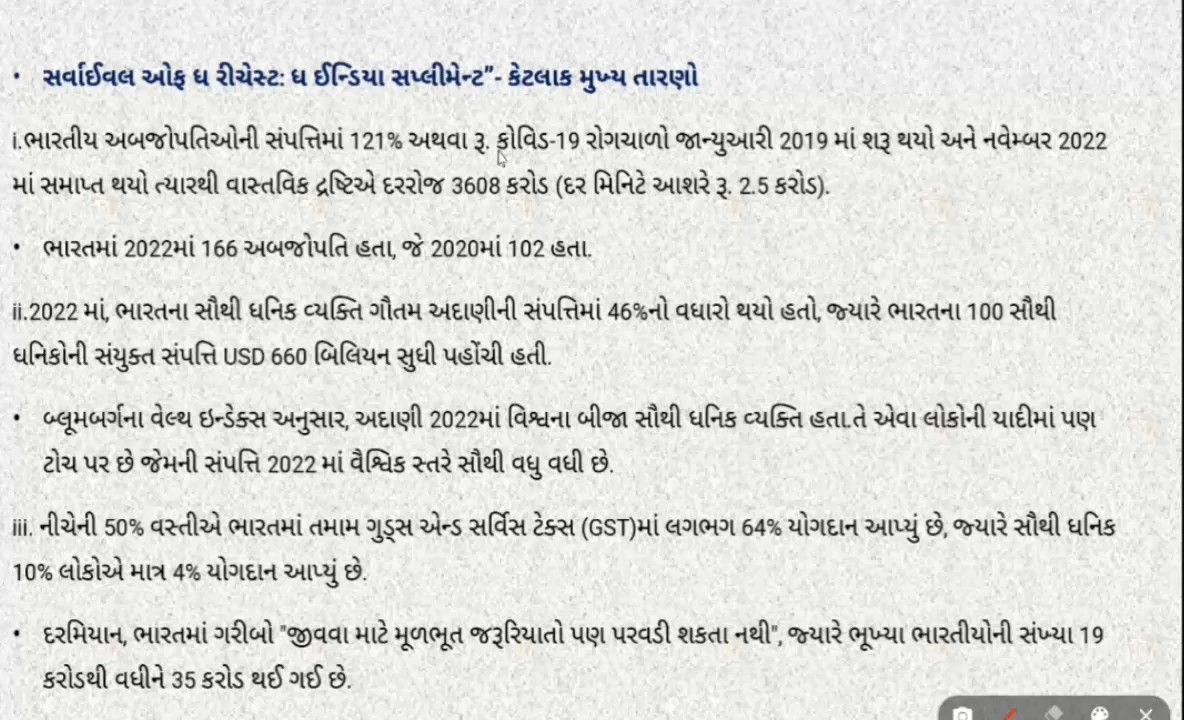 • સર્વાઈવલ ઓફ ધ રીચેસ્ટ: ધ ઈન્ડિયા સપ્લીમેન્ટ”- કેટલાક મુખ્ય તારણો
i.ભારતીય અબજોપતિઓની સંપત્તિમાં 121% અથવા રૂ. કોવિડ-19 રોગચાળો જાન્યુઆરી 2019 માં શરૂ થયો અને નવેમ્બર 2022
માં સમાપ્ત થયો ત્યારથી વાસ્તવિક દ્રષ્ટિએ દરરોજ 3608 કરોડ (દર મિનિટે આશરે રૂ. 2.5 કરોડ).
• ભારતમાં 2022માં 166 અબજોપતિ હતા, જે 2020માં 102 હતા.
ii.2022 માં, ભારતના સૌથી ધનિક વ્યક્તિ ગૌતમ અદાણીની સંપત્તિમાં 46%નો વધારો થયો હતો, જ્યારે ભારતના 100 સૌથી
ધનિકોની સંયુક્ત સંપત્તિ USD 660 બિલિયન સુધી પહોંચી હતી.
• બ્લૂમબર્ગના વેલ્થ ઇન્ડેક્સ અનુસાર, અદાણી 2022માં વિશ્વના બીજા સૌથી ધનિક વ્યક્તિ હતા.તે એવા લોકોની યાદીમાં પણ
ટોચ પર છે જેમની સંપત્તિ 2022 માં વૈશ્વિક સ્તરે સૌથી વધુ વધી છે.
iii. નીચેની 50% વસ્તીએ ભારતમાં તમામ ગુડ્સ એન્ડ સર્વિસ ટેક્સ (GST)માં લગભગ 64% યોગદાન આપ્યું છે, જ્યારે સૌથી ધનિક
10% લોકોએ માત્ર 4% યોગદાન આપ્યું છે.
• દરમિયાન, ભારતમાં ગરીબો "જીવવા માટે મૂળભૂત જરૂરિયાતો પણ પરવડી શકતા નથી", જ્યારે ભૂખ્યા ભારતીયોની સંખ્યા 19
કરોડથી વધીને 35 કરોડ થઈ ગઈ છે.